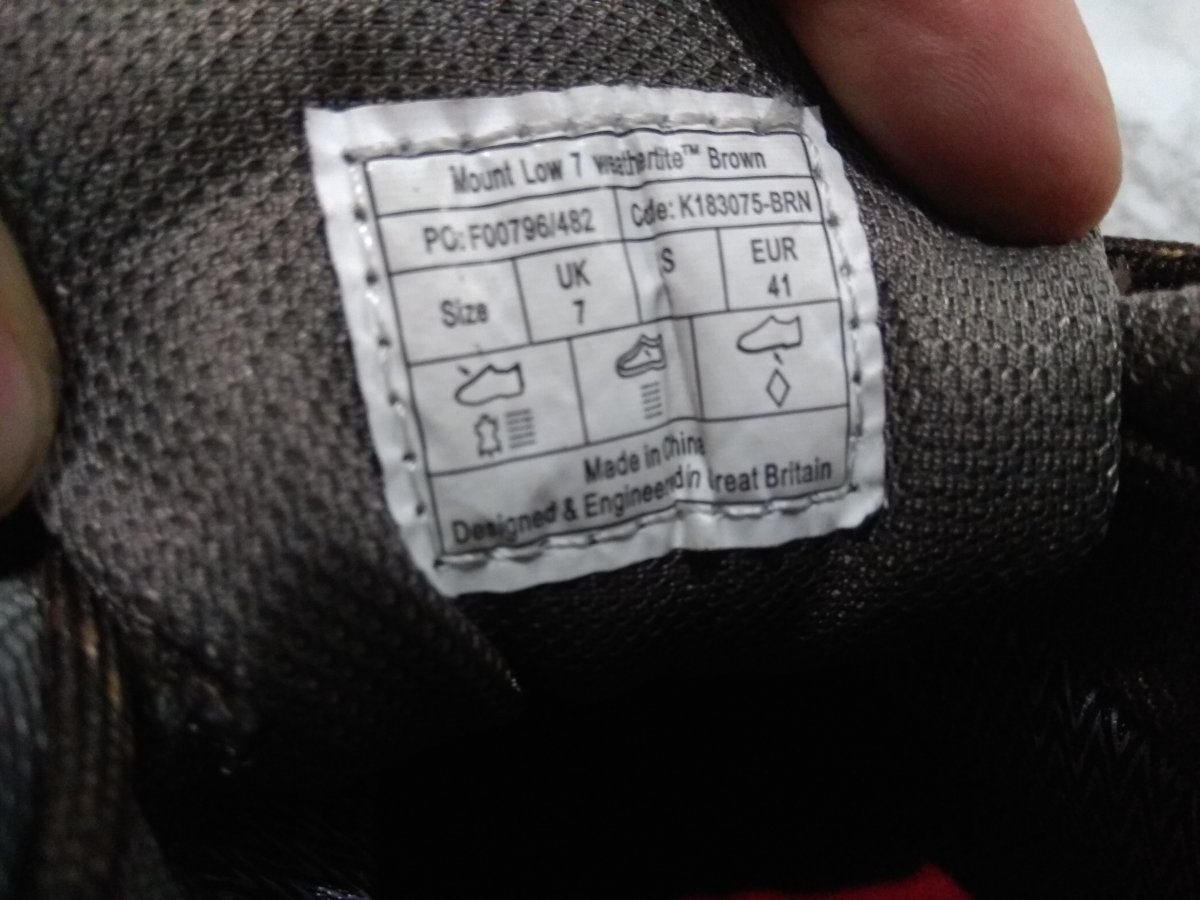 Mount Low 7 weathertite™ Brown
PO: F00796/482 Code: K183075-BRN
Size UK 7 S EUR 41
Made in China
Designed & Engineered in Great Britain